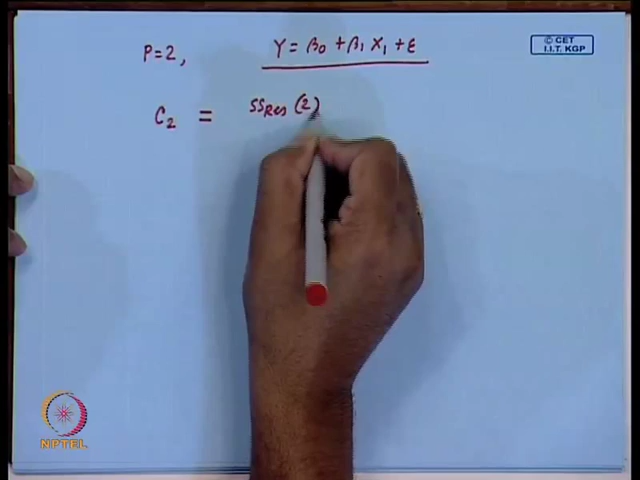 P=2, Y = β₀ + β₁ X₁ + ε
© CET
I.I.T. KGP
C₂ = SSRes (2)
NPTEL